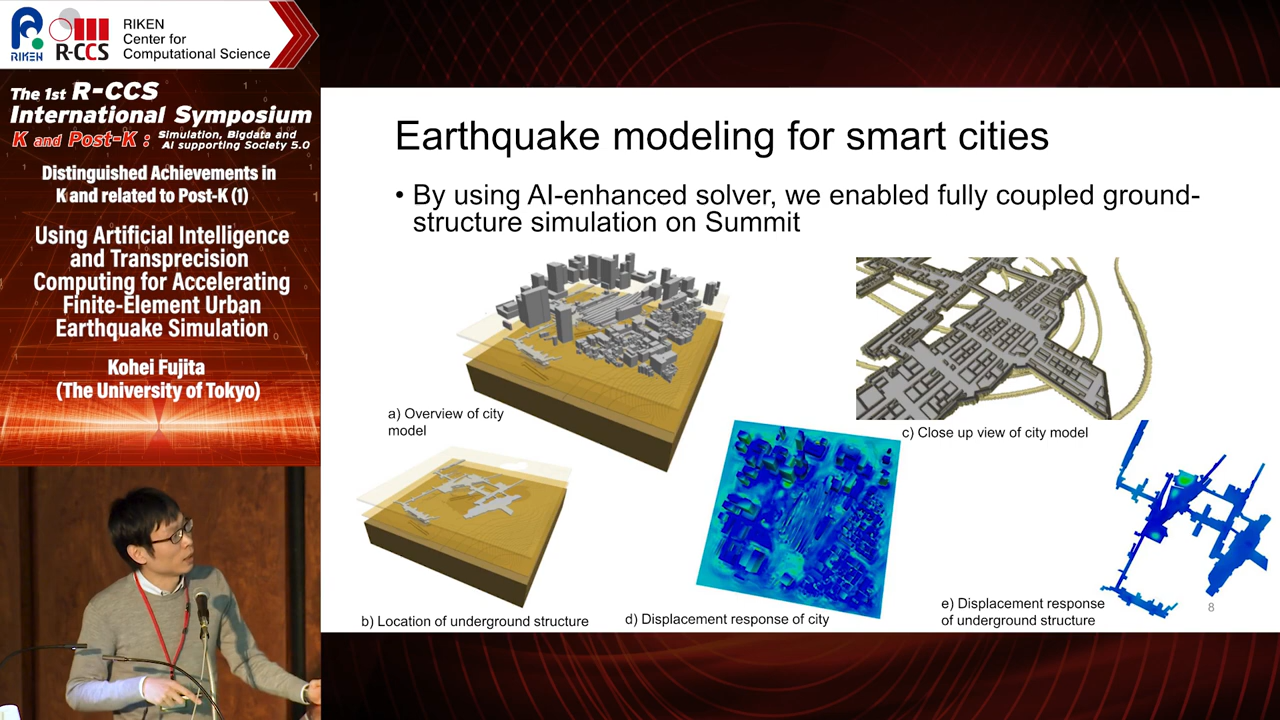 RIKEN
R-CCS
RIKEN
Center for
Computational Science
The 1st R-CCS
International Symposium
K and Post-K : Simulation, Bigdata and
AI supporting Society 5.0
Distinguished Achievements in
K and related to Post-K (1)
Using Artificial Intelligence
and Transprecision
Computing for Accelerating
Finite-Element Urban
Earthquake Simulation
Kohei Fujita
(The University of Tokyo)
Earthquake modeling for smart cities
• By using AI-enhanced solver, we enabled fully coupled ground-
structure simulation on Summit
a) Overview of city
model
c) Close up view of city model
b) Location of underground structure
d) Displacement response of city
e) Displacement response
of underground structure
8